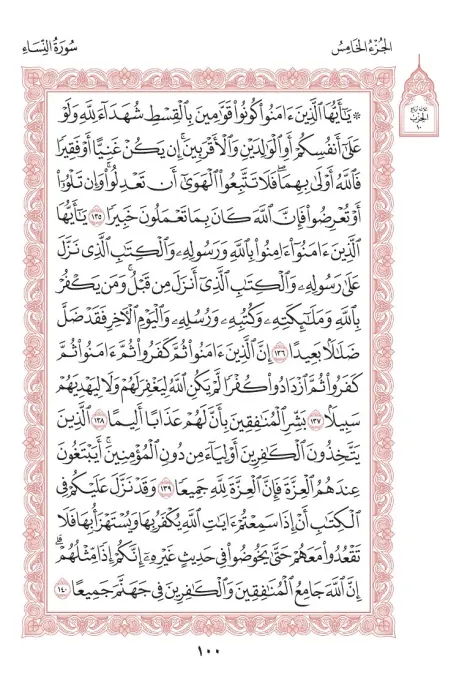 الجُزْءُ الخَامِسُ
سُورَةُ النِّسَاءِ
ثلاثة أرباع
الحزب
١٠
۞ يَٰٓأَيُّهَا ٱلَّذِينَ ءَامَنُوا۟ كُونُوا۟ قَوَّٰمِينَ بِٱلْقِسْطِ شُهَدَآءَ لِلَّهِ وَلَوْ
عَلَىٰٓ أَنفُسِكُمْ أَوِ ٱلْوَٰلِدَيْنِ وَٱلْأَقْرَبِينَ ۚ إِن يَكُنْ غَنِيًّا أَوْ فَقِيرًا
فَٱللَّهُ أَوْلَىٰ بِهِمَا ۖ فَلَا تَتَّبِعُوا۟ ٱلْهَوَىٰٓ أَن تَعْدِلُوا۟ ۚ وَإِن تَلْوُۥٓا۟
أَوْ تُعْرِضُوا۟ فَإِنَّ ٱللَّهَ كَانَ بِمَا تَعْمَلُونَ خَبِيرًا ١٣٥ يَٰٓأَيُّهَا
ٱلَّذِينَ ءَامَنُوٓا۟ ءَامِنُوا۟ بِٱللَّهِ وَرَسُولِهِۦ وَٱلْكِتَٰبِ ٱلَّذِى نَزَّلَ
عَلَىٰ رَسُولِهِۦ وَٱلْكِتَٰبِ ٱلَّذِىٓ أَنزَلَ مِن قَبْلُ ۚ وَمَن يَكْفُرْ
بِٱللَّهِ وَمَلَٰٓئِكَتِهِۦ وَكُتُبِهِۦ وَرُسُلِهِۦ وَٱلْيَوْمِ ٱلْءَاخِرِ فَقَدْ ضَلَّ
ضَلَٰلًۢا بَعِيدًا ١٣٦ إِنَّ ٱلَّذِينَ ءَامَنُوا۟ ثُمَّ كَفَرُوا۟ ثُمَّ ءَامَنُوا۟ ثُمَّ
كَفَرُوا۟ ثُمَّ ٱزْدَادُوا۟ كُفْرًا لَّمْ يَكُنِ ٱللَّهُ لِيَغْفِرَ لَهُمْ وَلَا لِيَهْدِيَهُمْ
سَبِيلًۢا ١٣٧ بَشِّرِ ٱلْمُنَٰفِقِينَ بِأَنَّ لَهُمْ عَذَابًا أَلِيمًا ١٣٨ ٱلَّذِينَ
يَتَّخِذُونَ ٱلْكَٰفِرِينَ أَوْلِيَآءَ مِن دُونِ ٱلْمُؤْمِنِينَ ۚ أَيَبْتَغُونَ
عِندَهُمُ ٱلْعِزَّةَ فَإِنَّ ٱلْعِزَّةَ لِلَّهِ جَمِيعًا ١٣٩ وَقَدْ نَزَّلَ عَلَيْكُمْ فِى
ٱلْكِتَٰبِ أَنْ إِذَا سَمِعْتُمْ ءَايَٰتِ ٱللَّهِ يُكْفَرُ بِهَا وَيُسْتَهْزَأُ بِهَا فَلَا
تَقْعُدُوا۟ مَعَهُمْ حَتَّىٰ يَخُوضُوا۟ فِى حَدِيثٍ غَيْرِهِۦٓ ۚ إِنَّكُمْ إِذًا مِّثْلُهُمْ ۗ
إِنَّ ٱللَّهَ جَامِعُ ٱلْمُنَٰفِقِينَ وَٱلْكَٰفِرِينَ فِى جَهَنَّمَ جَمِيعًا ١٤٠
١٠٠